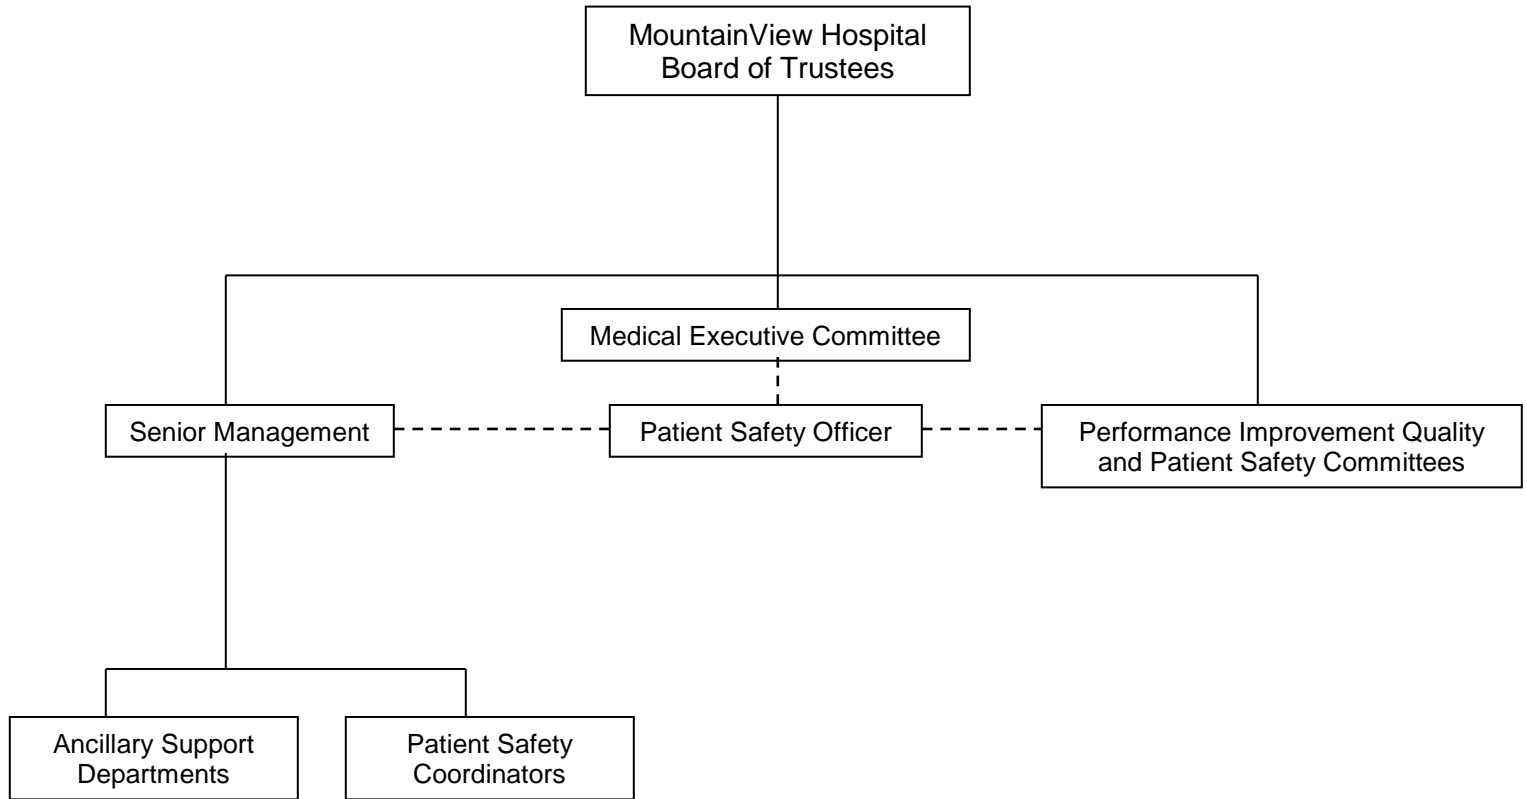 MountainView Hospital
Board of Trustees
Medical Executive Committee
Senior Management
Patient Safety Officer
Performance Improvement Quality
and Patient Safety Committees
Ancillary Support
Departments
Patient Safety
Coordinators